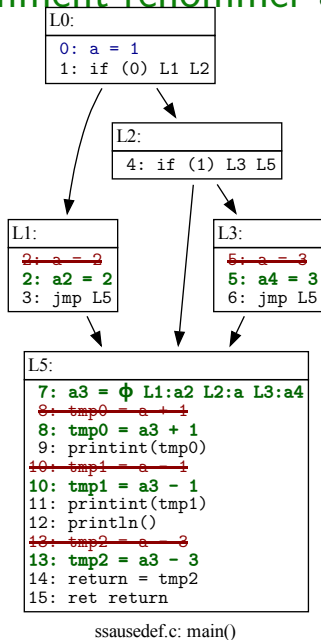 comment renommer
L0:
0: a = 1
1: if (0) L1 L2
L2:
4: if (1) L3 L5
L1:
2: a = 2
2: a2 = 2
3: jmp L5
L3:
5: a = 3
5: a4 = 3
6: jmp L5
L5:
7: a3 = ϕ L1:a2 L2:a L3:a4
8: tmp0 = a + 1
8: tmp0 = a3 + 1
9: printint(tmp0)
10: tmp1 = a - 1
10: tmp1 = a3 - 1
11: printint(tmp1)
12: println()
13: tmp2 = a - 3
13: tmp2 = a3 - 3
14: return = tmp2
15: ret return
ssausedef.c: main()